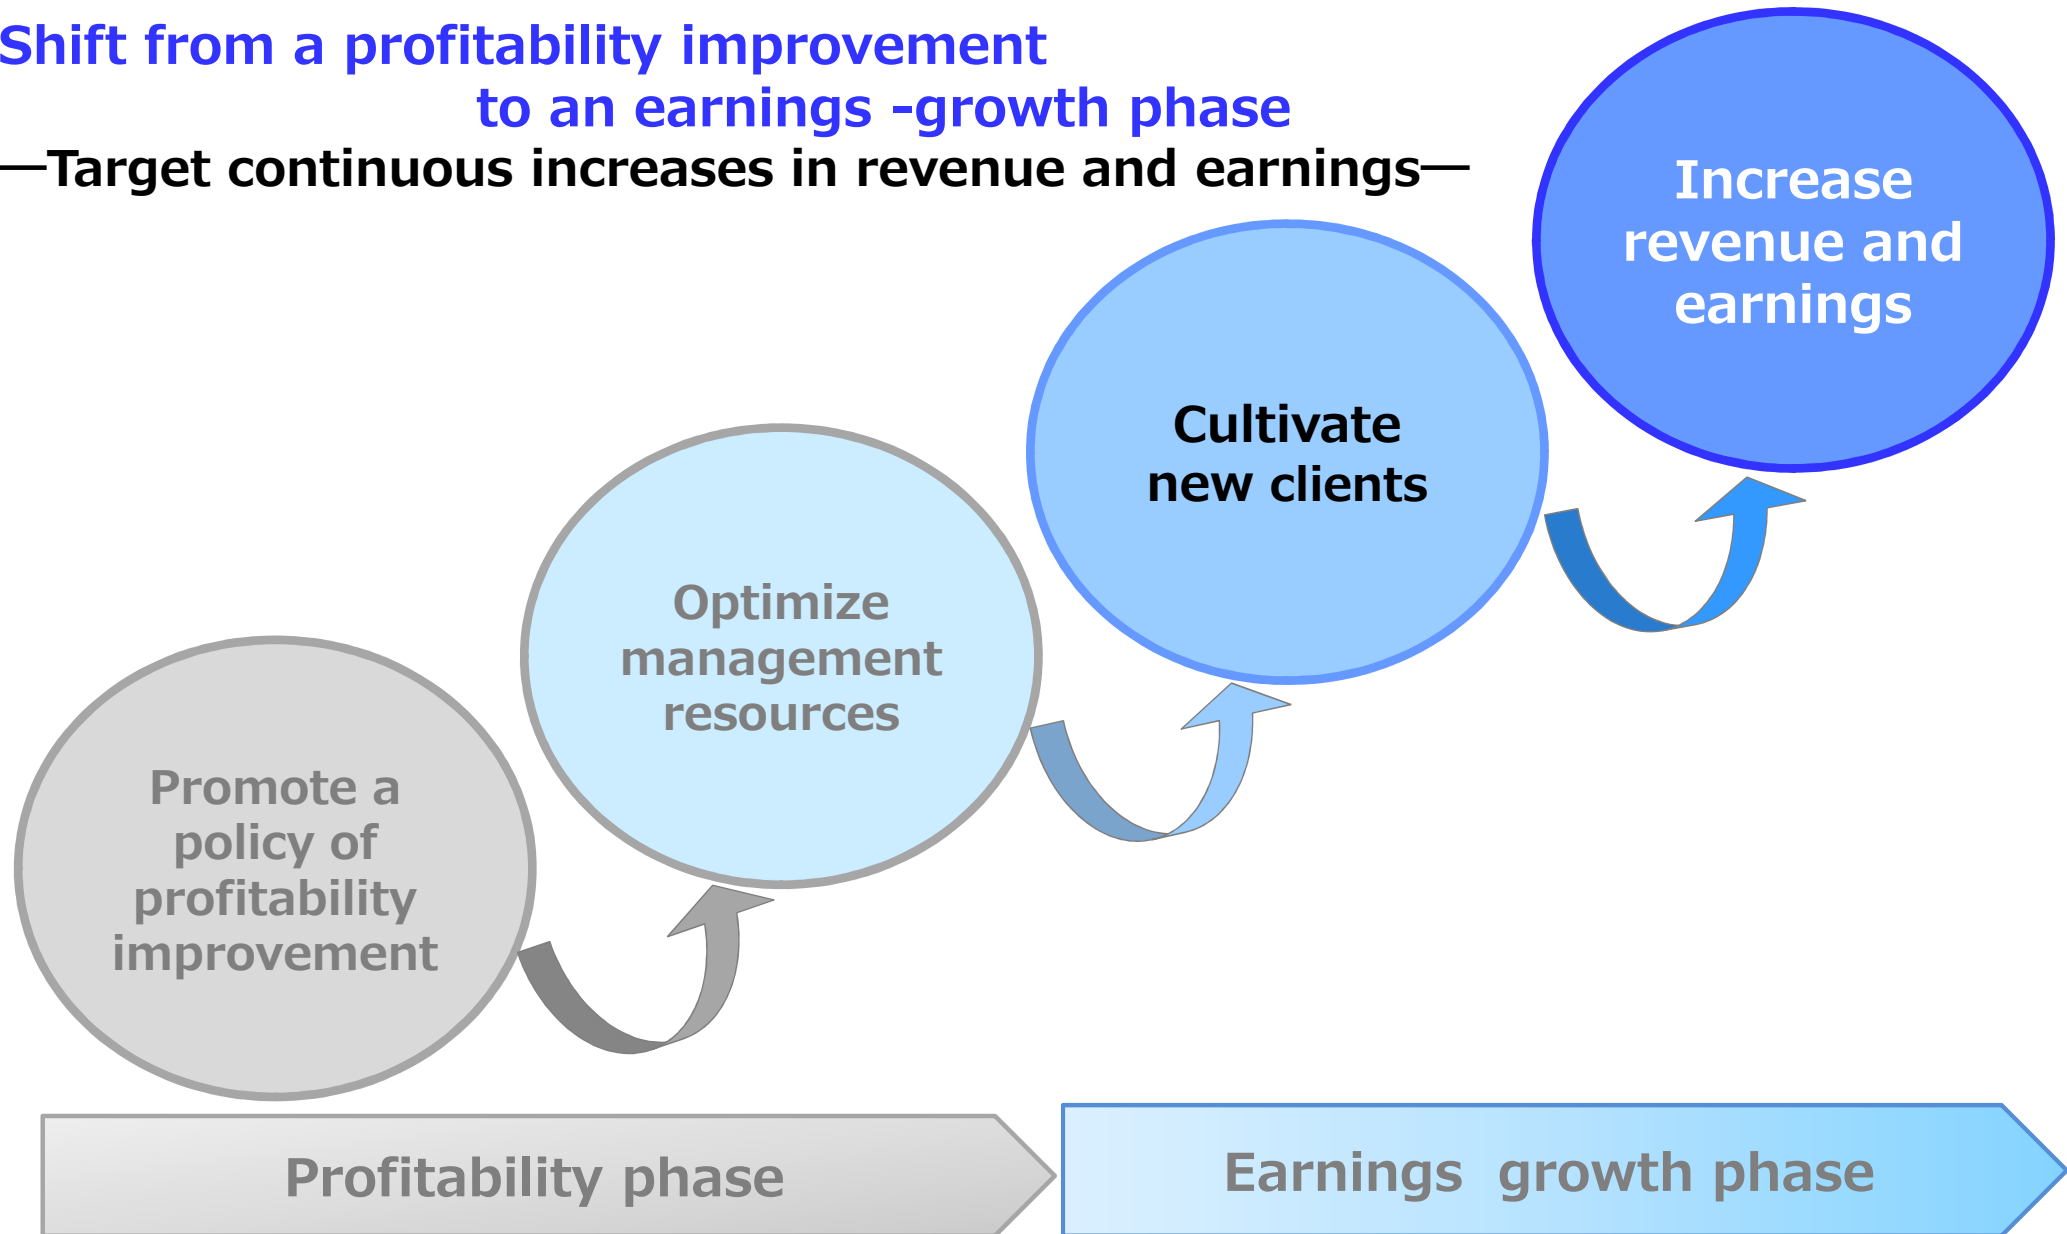 Shift from a profitability improvement
to an earnings -growth phase
―Target continuous increases in revenue and earnings―
Increase
revenue and
earnings
Cultivate
new clients
Optimize
management
resources
Promote a
policy of
profitability
improvement
Profitability phase
Earnings  growth phase